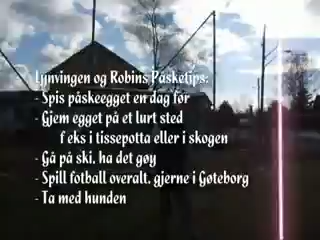 Lynvingen og Robins Påsketips:
- Spis påskeegget en dag før
- Gjem egget på et lurt sted
f eks i tissepotta eller i skogen
- Gå på ski, ha det gøy
- Spill fotball overalt, gjerne i Gøteborg
- Ta med hunden